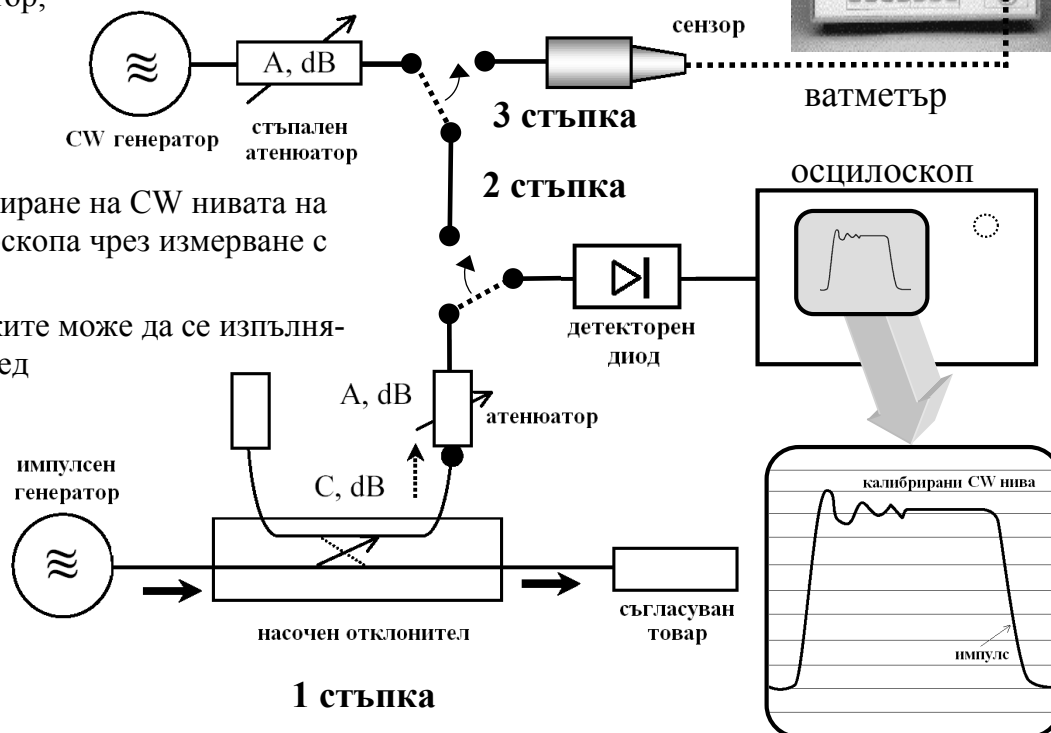 тор,
сензор
A, dB
3 стъпка
ватметър
CW генератор
стъпален
атенюатор
2 стъпка
осцилоскоп
иране на CW нивата на
скопа чрез измерване с
ките може да се изпълня-
ед
детекторен
диод
A, dB
атенюатор
импулсен
генератор
C, dB
калибрирани CW нива
съгласуван
товар
насочен отклонител
импулс
1 стъпка